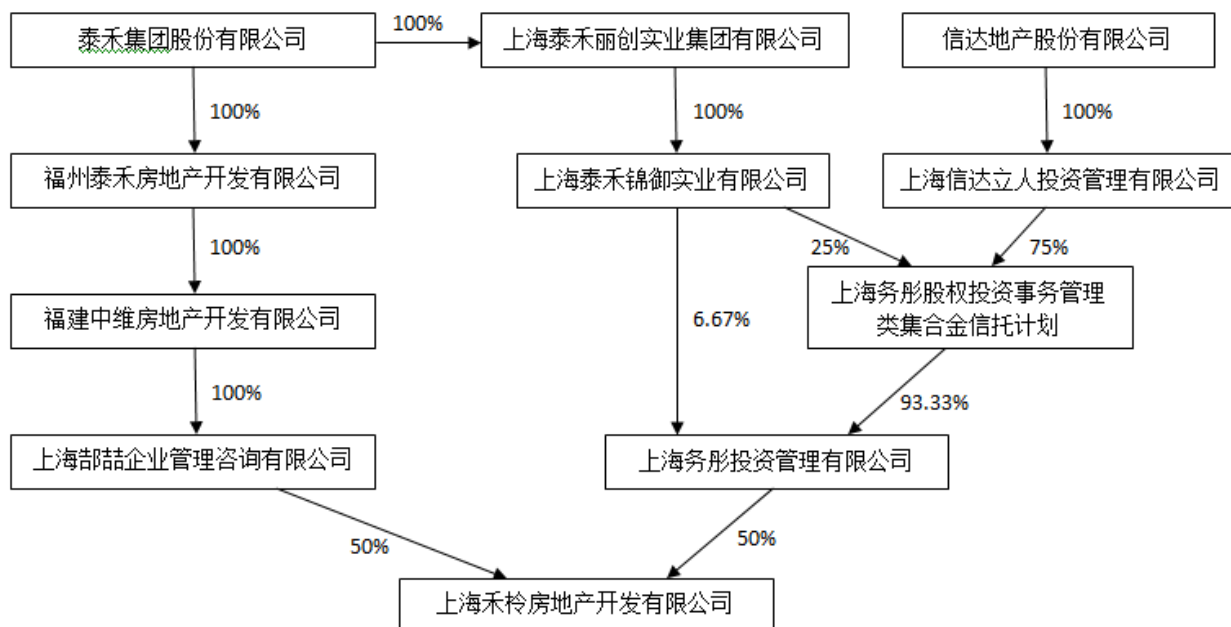 泰禾集团股份有限公司
100%
上海泰禾丽创实业集团有限公司
信达地产股份有限公司
100%
100%
100%
福州泰禾房地产开发有限公司
上海泰禾锦御实业有限公司
上海信达立人投资管理有限公司
100%
25%
75%
福建中维房地产开发有限公司
6.67%
上海务彤股权投资事务管理
类集合金信托计划
100%
93.33%
上海郜喆企业管理咨询有限公司
上海务彤投资管理有限公司
50%
50%
上海禾柃房地产开发有限公司